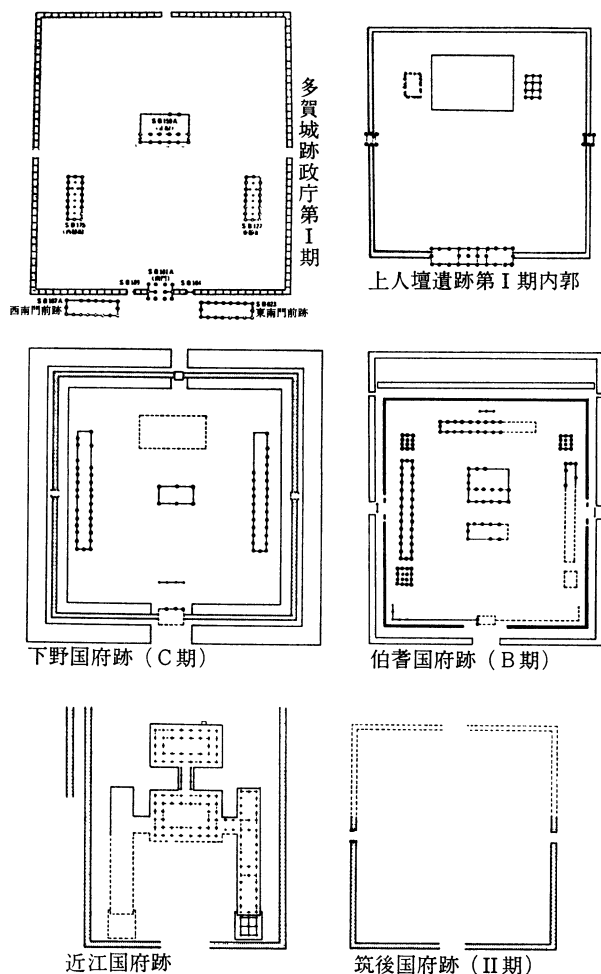 多賀城跡政庁第Ⅰ期
西南門前跡
東南門前跡
上人壇遺跡第Ⅰ期内郭
下野国府跡（C期）
伯耆国府跡（B期）
近江国府跡
筑後国府跡（II期）